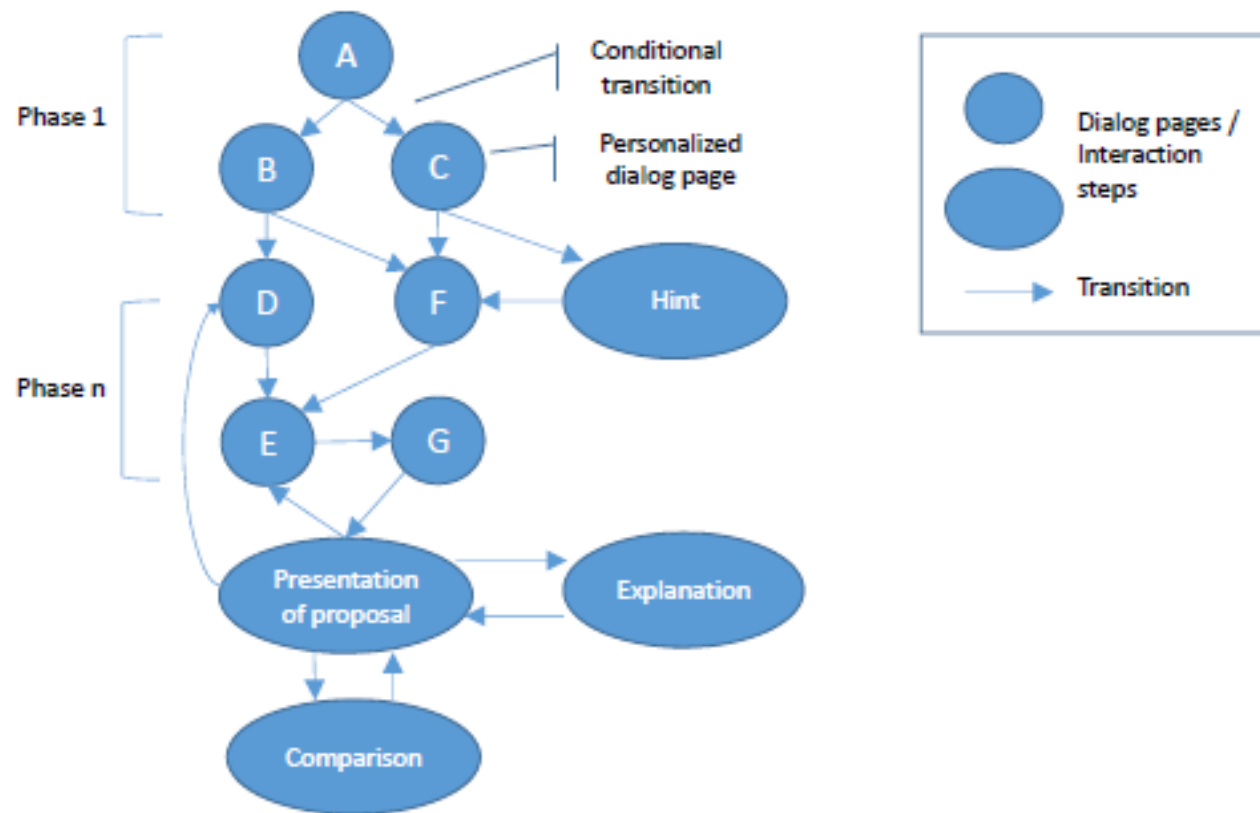 A
Conditional
transition
Phase 1
B
C
Personalized
dialog page
D
F
Hint
Phase n
E
G
Presentation
of proposal
Explanation
Comparison
Dialog pages /
Interaction
steps
Transition